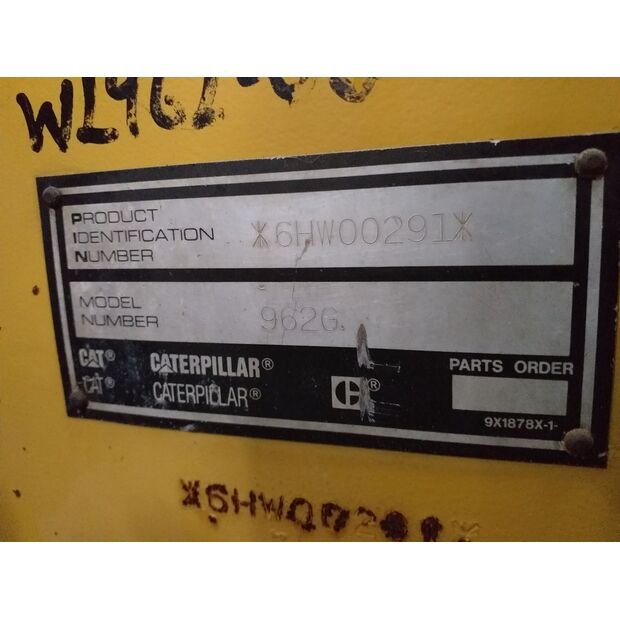 PRODUCT
IDENTIFICATION
NUMBER
*6HW00291*
MODEL
NUMBER
962G
CAT® CATERPILLAR®
CAT® CATERPILLAR® C®
PARTS ORDER
9X1878X-1-